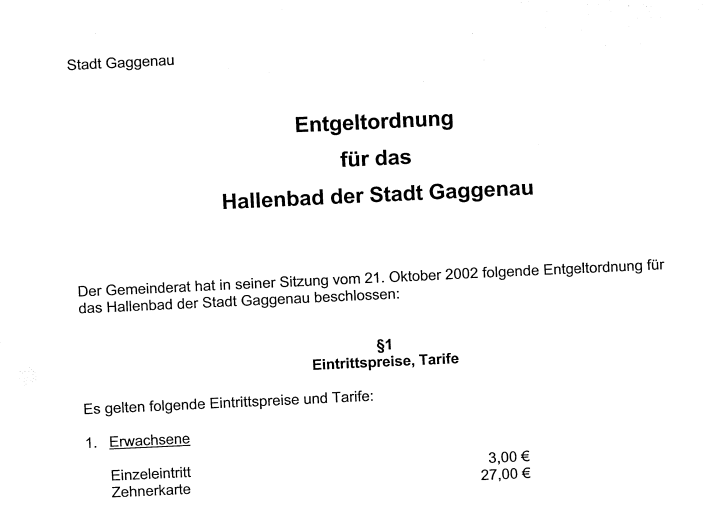 Stadt Gaggenau
Entgeltordnung
für das
Hallenbad der Stadt Gaggenau
Der Gemeinderat hat in seiner Sitzung vom 21. Oktober 2002 folgende Entgeltordnung für
das Hallenbad der Stadt Gaggenau beschlossen:
§1
Eintrittspreise, Tarife
Es gelten folgende Eintrittspreise und Tarife:
1. Erwachsene
Einzeleintritt 3,00 €
Zehnerkarte 27,00 €